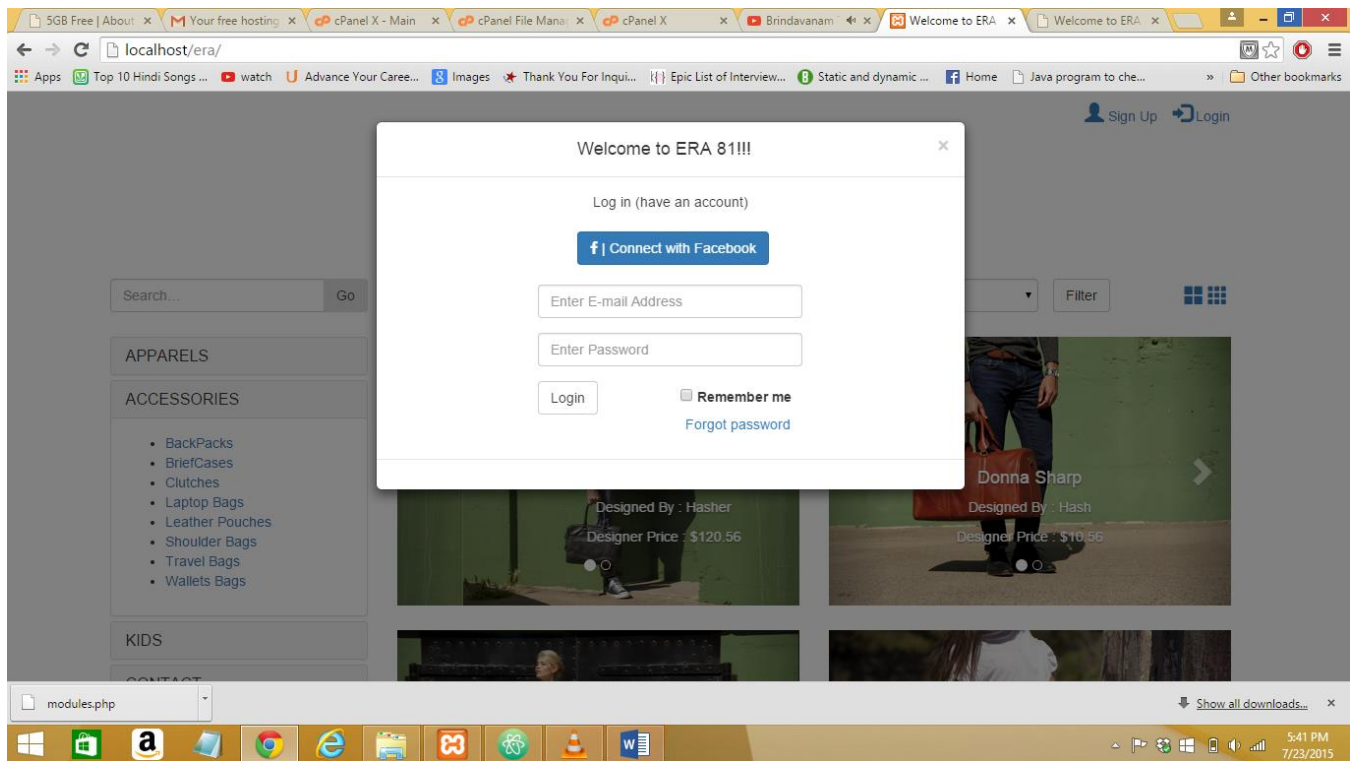 5GB Free | About
Your free hosting
cPanel X - Main
cPanel File Mana
cPanel X
Brindavanam
Welcome to ERA
Welcome to ERA
localhost/era/
Apps
Top 10 Hindi Songs ...
watch
Advance Your Caree...
Images
Thank You For Inqui...
Epic List of Interview...
Static and dynamic ...
Home
Java program to che...
»
Other bookmarks
Sign Up
Login
Welcome to ERA 81!!!
×
Log in (have an account)
f | Connect with Facebook
Search...
Go
Enter E-mail Address
Filter
Enter Password
APPARELS
Login
Remember me
Forgot password
ACCESSORIES
• BackPacks
• BriefCases
• Clutches
• Laptop Bags
• Leather Pouches
• Shoulder Bags
• Travel Bags
• Wallets Bags
Designed By : Hasher
Designer Price : $120.56
Donna Sharp
Designed By : Hash
Designer Price : $10.56
KIDS
CONTACT
modules.php
Show all downloads...
5:41 PM
7/23/2015